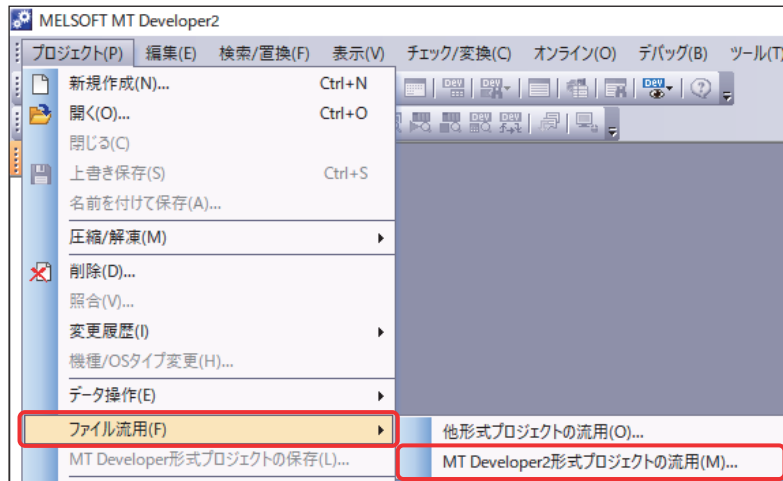 MELSOFT MT Developer2
プロジェクト(P) 編集(E) 検索/置換(F) 表示(V) チェック/変換(C) オンライン(O) デバッグ(B) ツール(T)
新規作成(N)... Ctrl+N
開く(O)... Ctrl+O
閉じる(C)
上書き保存(S) Ctrl+S
名前を付けて保存(A)...
圧縮/解凍(M)
削除(D)...
照合(V)...
変更履歴(I)
機種/OSタイプ変更(H)...
データ操作(E)
ファイル流用(F)
他形式プロジェクトの流用(O)...
MT Developer形式プロジェクトの保存(L)...
MT Developer2形式プロジェクトの流用(M)...